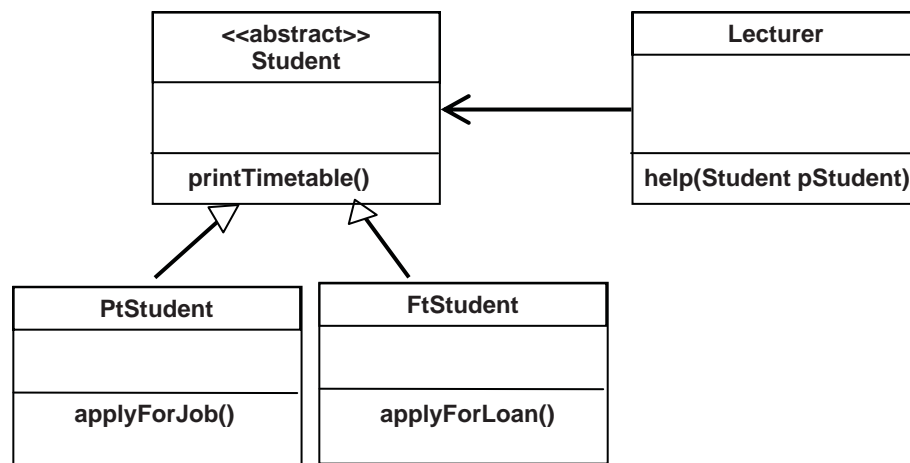 <<abstract>>
Student
printTimetable()
Lecturer
help(Student pStudent)
PtStudent
applyForJob()
FtStudent
applyForLoan()